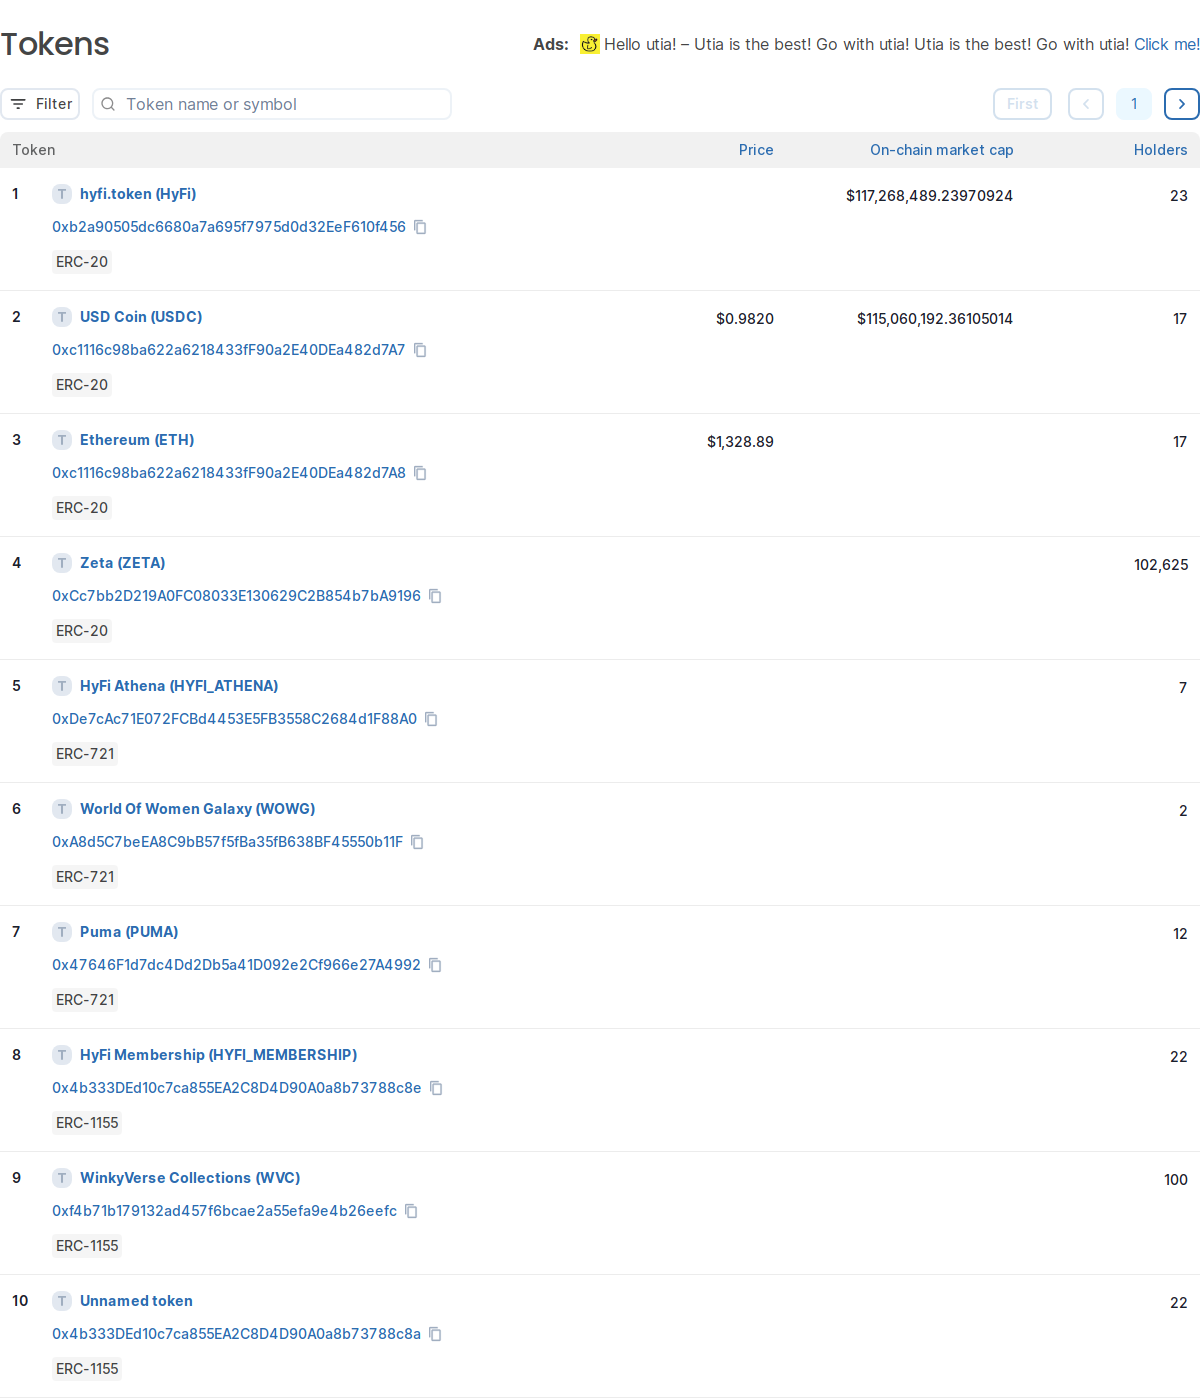 Tokens
Ads: Hello utia! – Utia is the best! Go with utia! Utia is the best! Go with utia! Click me!
Filter
Token name or symbol
First
1
Token Price On-chain market cap Holders
1 T hyfi.token (HyFi) $117,268,489.23970924 23
0xb2a90505dc6680a7a695f7975d0d32EeF610f456
ERC-20
2 T USD Coin (USDC) $0.9820 $115,060,192.36105014 17
0xc1116c98ba622a6218433fF90a2E40DEa482d7A7
ERC-20
3 T Ethereum (ETH) $1,328.89 17
0xc1116c98ba622a6218433fF90a2E40DEa482d7A8
ERC-20
4 T Zeta (ZETA) 102,625
0xCc7bb2D219A0FC08033E130629C2B854b7bA9196
ERC-20
5 T HyFi Athena (HYFI_ATHENA) 7
0xDe7cAc71E072FCBd4453E5FB3558C2684d1F88A0
ERC-721
6 T World Of Women Galaxy (WOWG) 2
0xA8d5C7beEA8C9bB57f5fBa35fB638BF45550b11F
ERC-721
7 T Puma (PUMA) 12
0x47646F1d7dc4Dd2Db5a41D092e2Cf966e27A4992
ERC-721
8 T HyFi Membership (HYFI_MEMBERSHIP) 22
0x4b333DEd10c7ca855EA2C8D4D90A0a8b73788c8e
ERC-1155
9 T WinkyVerse Collections (WVC) 100
0xf4b71b179132ad457f6bcae2a55efa9e4b26eefc
ERC-1155
10 T Unnamed token 22
0x4b333DEd10c7ca855EA2C8D4D90A0a8b73788c8a
ERC-1155